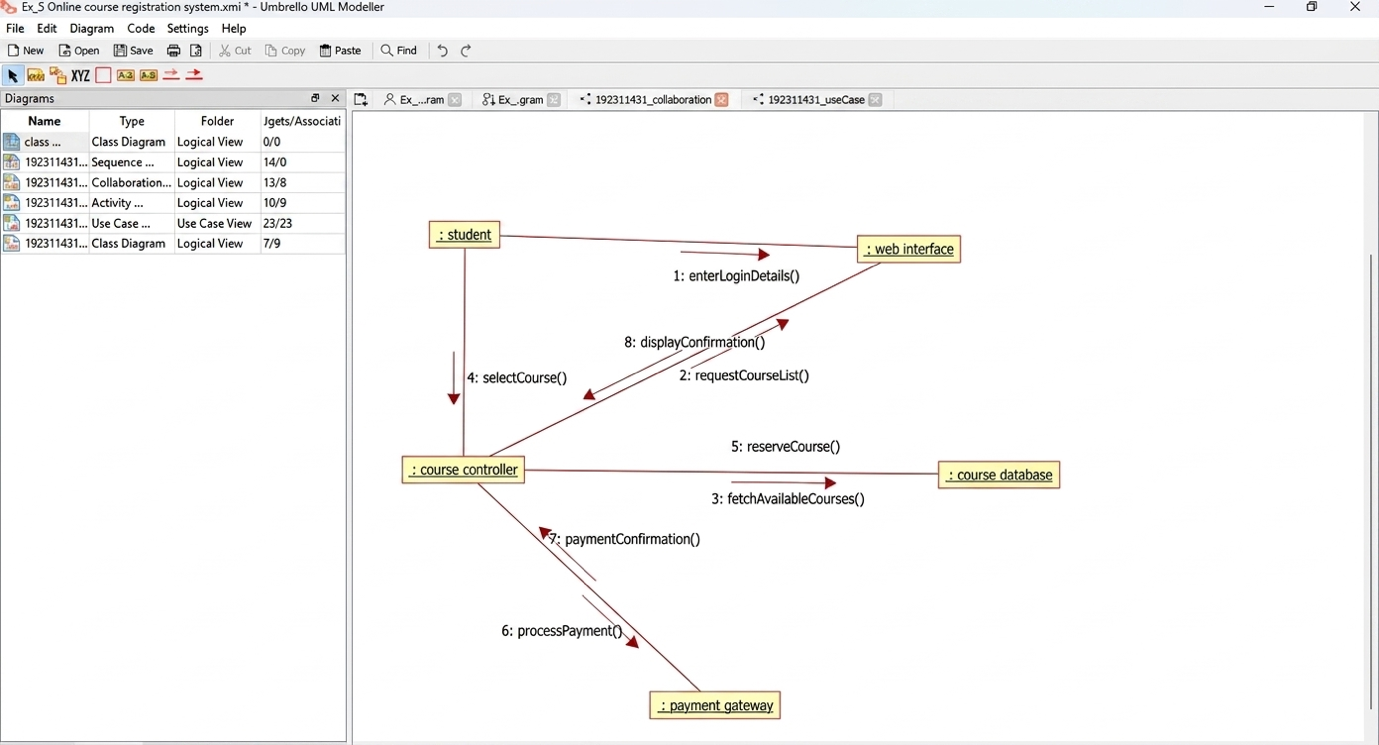 Ex_5 Online course registration system.xmi * - Umbrello UML Modeller
File Edit Diagram Code Settings Help
New Open Save Cut Copy Paste Find
XYZ
Diagrams
Ex_...ram Ex_.gram 192311431_collaboration 192311431_useCase
Name Type Folder Jgets/Associati
class ... Class Diagram Logical View 0/0
192311431... Sequence ... Logical View 14/0
192311431... Collaboration... Logical View 13/8
192311431... Activity ... Logical View 10/9
192311431... Use Case ... Use Case View 23/23
192311431... Class Diagram Logical View 7/9
: student
: web interface
1: enterLoginDetails()
8: displayConfirmation()
2: requestCourseList()
4: selectCourse()
5: reserveCourse()
: course controller
: course database
3: fetchAvailableCourses()
7: paymentConfirmation()
6: processPayment()
: payment gateway